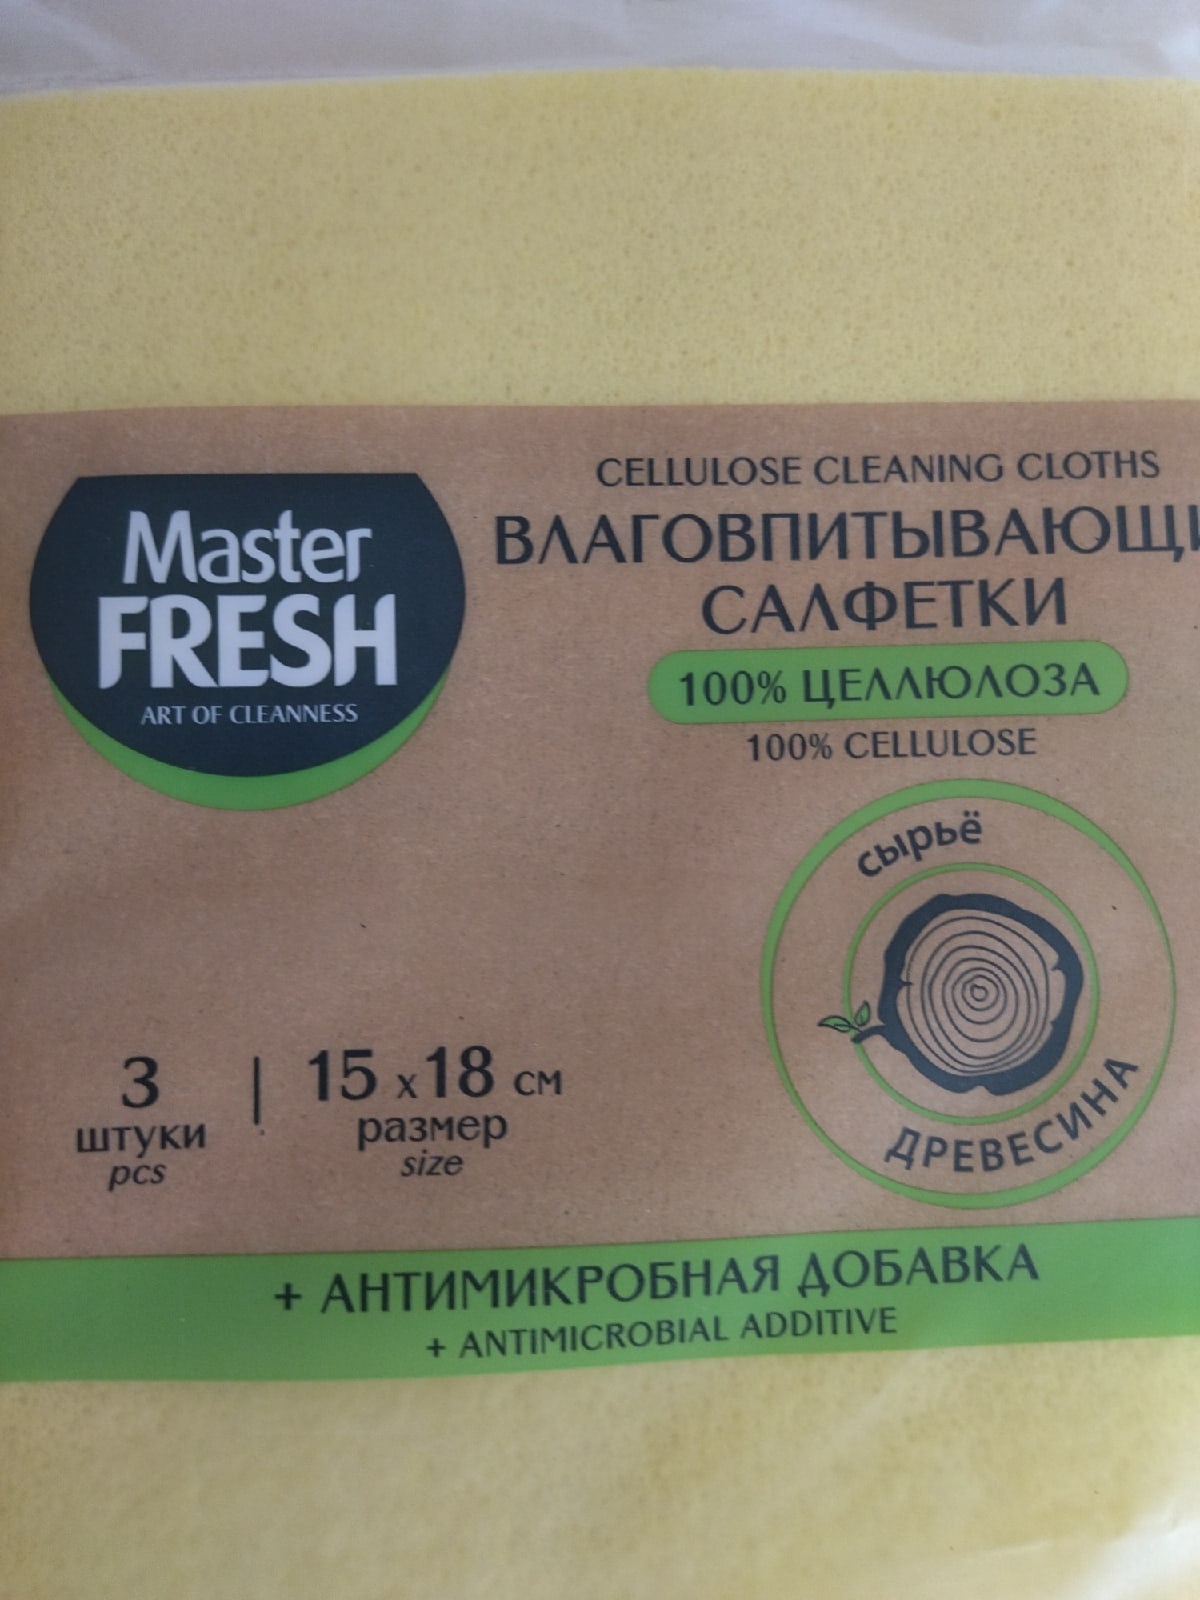 CELLULOSE CLEANING CLOTHS
ВЛАГОВПИТЫВАЮЩИ
САЛФЕТКИ
100% ЦЕЛЛЮЛОЗА
100% CELLULOSE
Master
FRESH
ART OF CLEANNESS
сырьё
ДРЕВЕСИНА
3 | 15 x 18 см
штуки размер
pcs size
+ АНТИМИКРОБНАЯ ДОБАВКА
+ ANTIMICROBIAL ADDITIVE